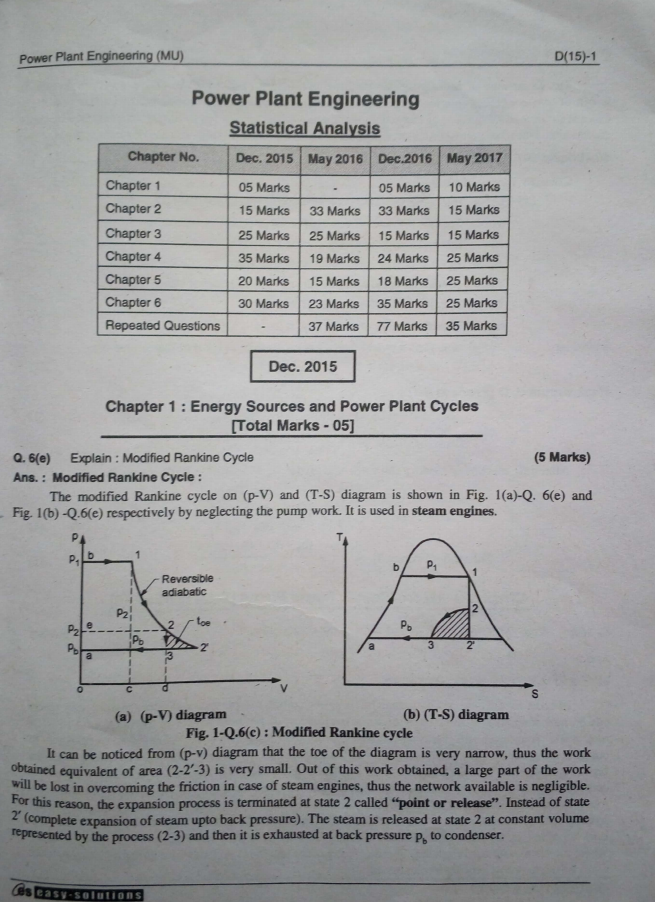 Power Plant Engineering (MU) D(15)-1
Power Plant Engineering
Statistical Analysis
Chapter No. Dec. 2015 May 2016 Dec.2016 May 2017
Chapter 1 05 Marks - 05 Marks 10 Marks
Chapter 2 15 Marks 33 Marks 33 Marks 15 Marks
Chapter 3 25 Marks 25 Marks 15 Marks 15 Marks
Chapter 4 35 Marks 19 Marks 24 Marks 25 Marks
Chapter 5 20 Marks 15 Marks 18 Marks 25 Marks
Chapter 6 30 Marks 23 Marks 35 Marks 25 Marks
Repeated Questions - 37 Marks 77 Marks 35 Marks
Dec. 2015
Chapter 1 : Energy Sources and Power Plant Cycles
[Total Marks - 05]
Q. 6(e) Explain : Modified Rankine Cycle (5 Marks)
Ans. : Modified Rankine Cycle :
The modified Rankine cycle on (p-V) and (T-S) diagram is shown in Fig. 1(a)-Q. 6(e) and
Fig. 1(b) -Q.6(e) respectively by neglecting the pump work. It is used in steam engines.
P
P1 b 1
Reversible
adiabatic
P2
P2 e 2 toe
Pb Pb 2'
a 3
o c d V
T
b P1 1
2
Pb
a 3 2'
S
(a) (p-V) diagram (b) (T-S) diagram
Fig. 1-Q.6(c) : Modified Rankine cycle
It can be noticed from (p-v) diagram that the toe of the diagram is very narrow, thus the work
obtained equivalent of area (2-2'-3) is very small. Out of this work obtained, a large part of the work
will be lost in overcoming the friction in case of steam engines, thus the network available is negligible.
For this reason, the expansion process is terminated at state 2 called “point or release”. Instead of state
2' (complete expansion of steam upto back pressure). The steam is released at state 2 at constant volume
represented by the process (2-3) and then it is exhausted at back pressure pb to condenser.
es easy-solutions